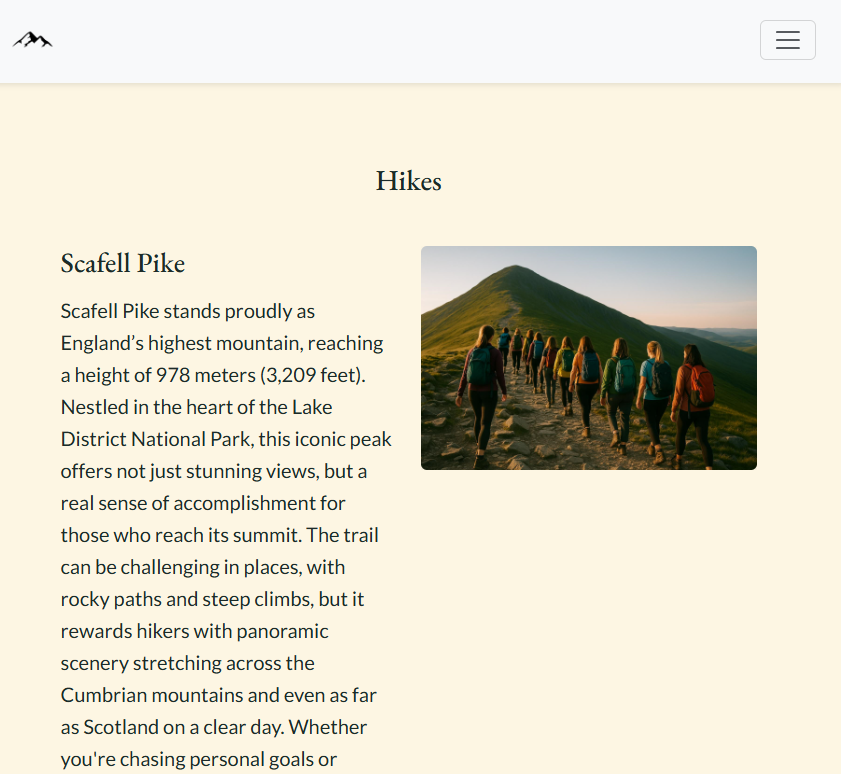 Hikes
Scafell Pike
Scafell Pike stands proudly as
England’s highest mountain, reaching
a height of 978 meters (3,209 feet).
Nestled in the heart of the Lake
District National Park, this iconic peak
offers not just stunning views, but a
real sense of accomplishment for
those who reach its summit. The trail
can be challenging in places, with
rocky paths and steep climbs, but it
rewards hikers with panoramic
scenery stretching across the
Cumbrian mountains and even as far
as Scotland on a clear day. Whether
you're chasing personal goals or